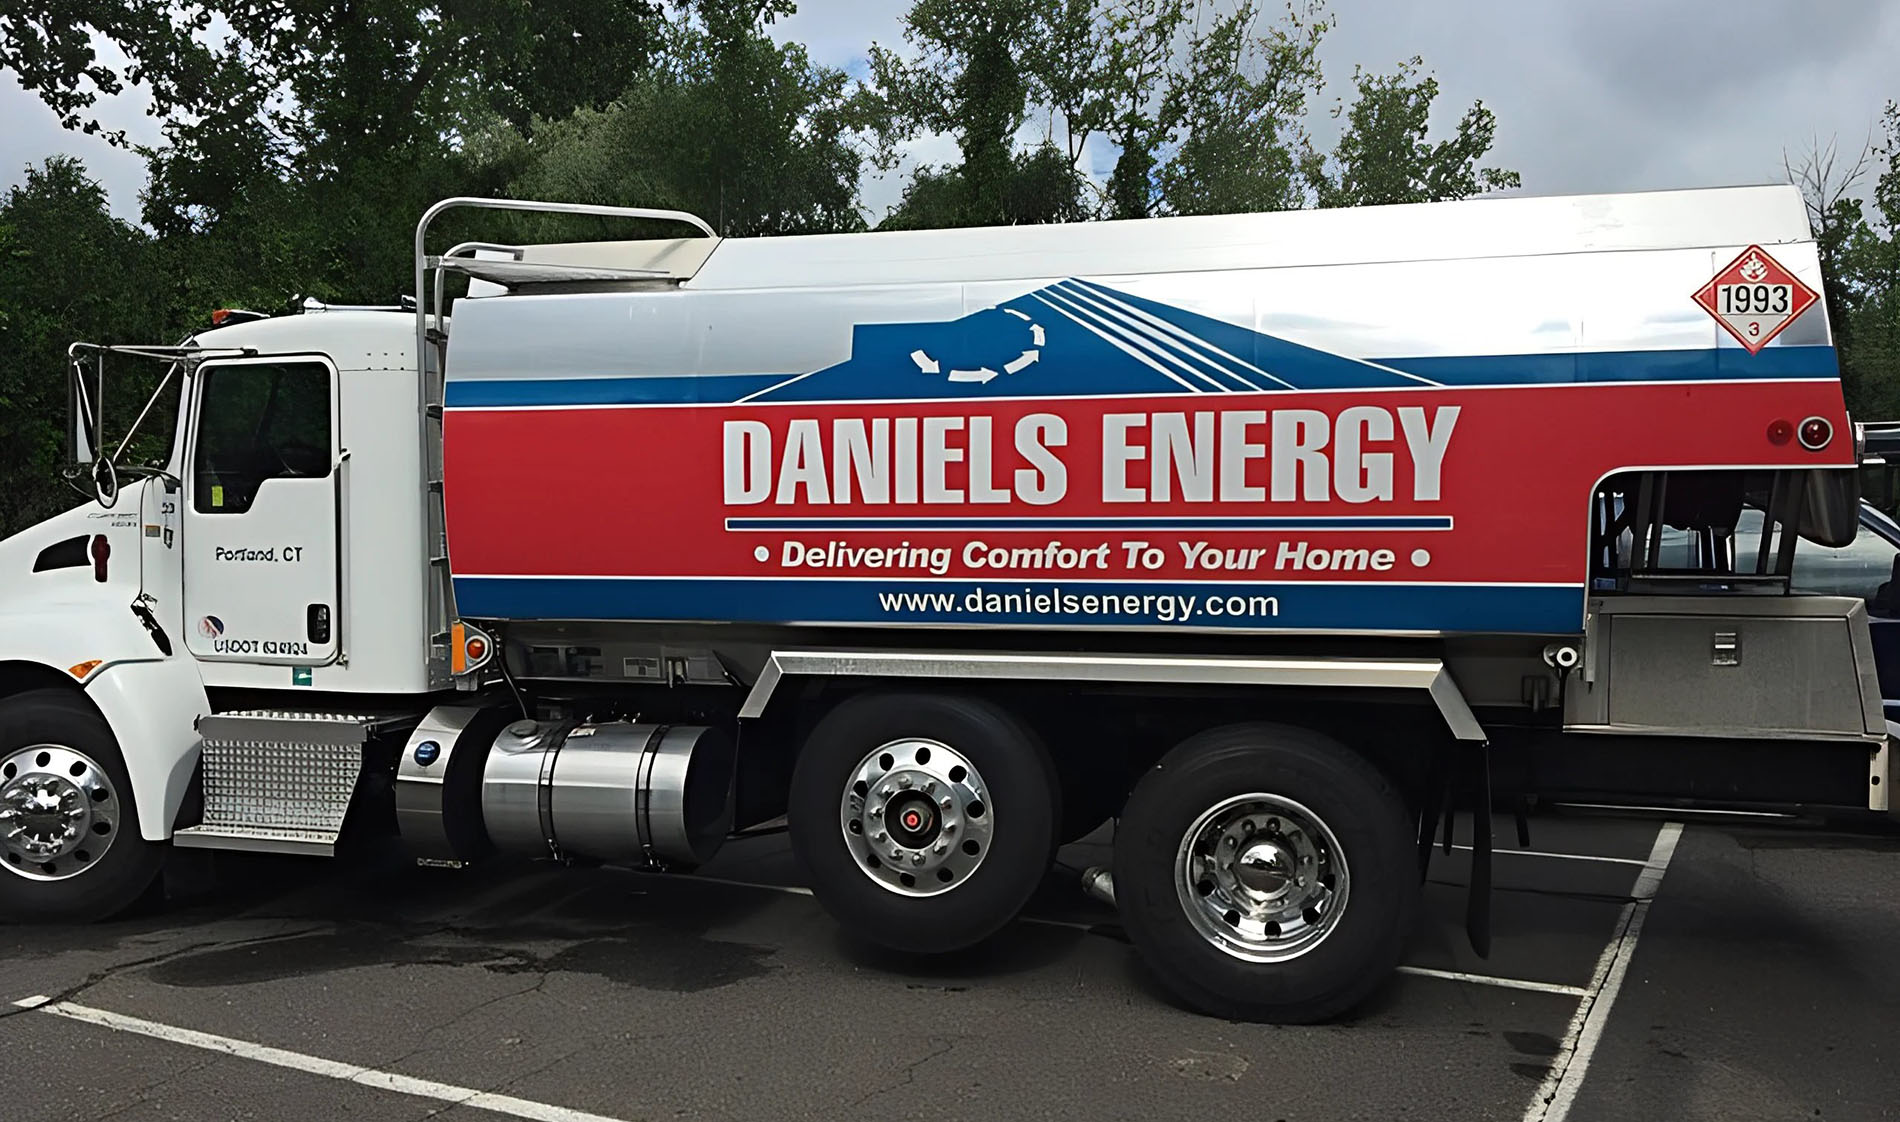 1993
3
DANIELS ENERGY
• Delivering Comfort To Your Home •
www.danielsenergy.com
Portland, CT